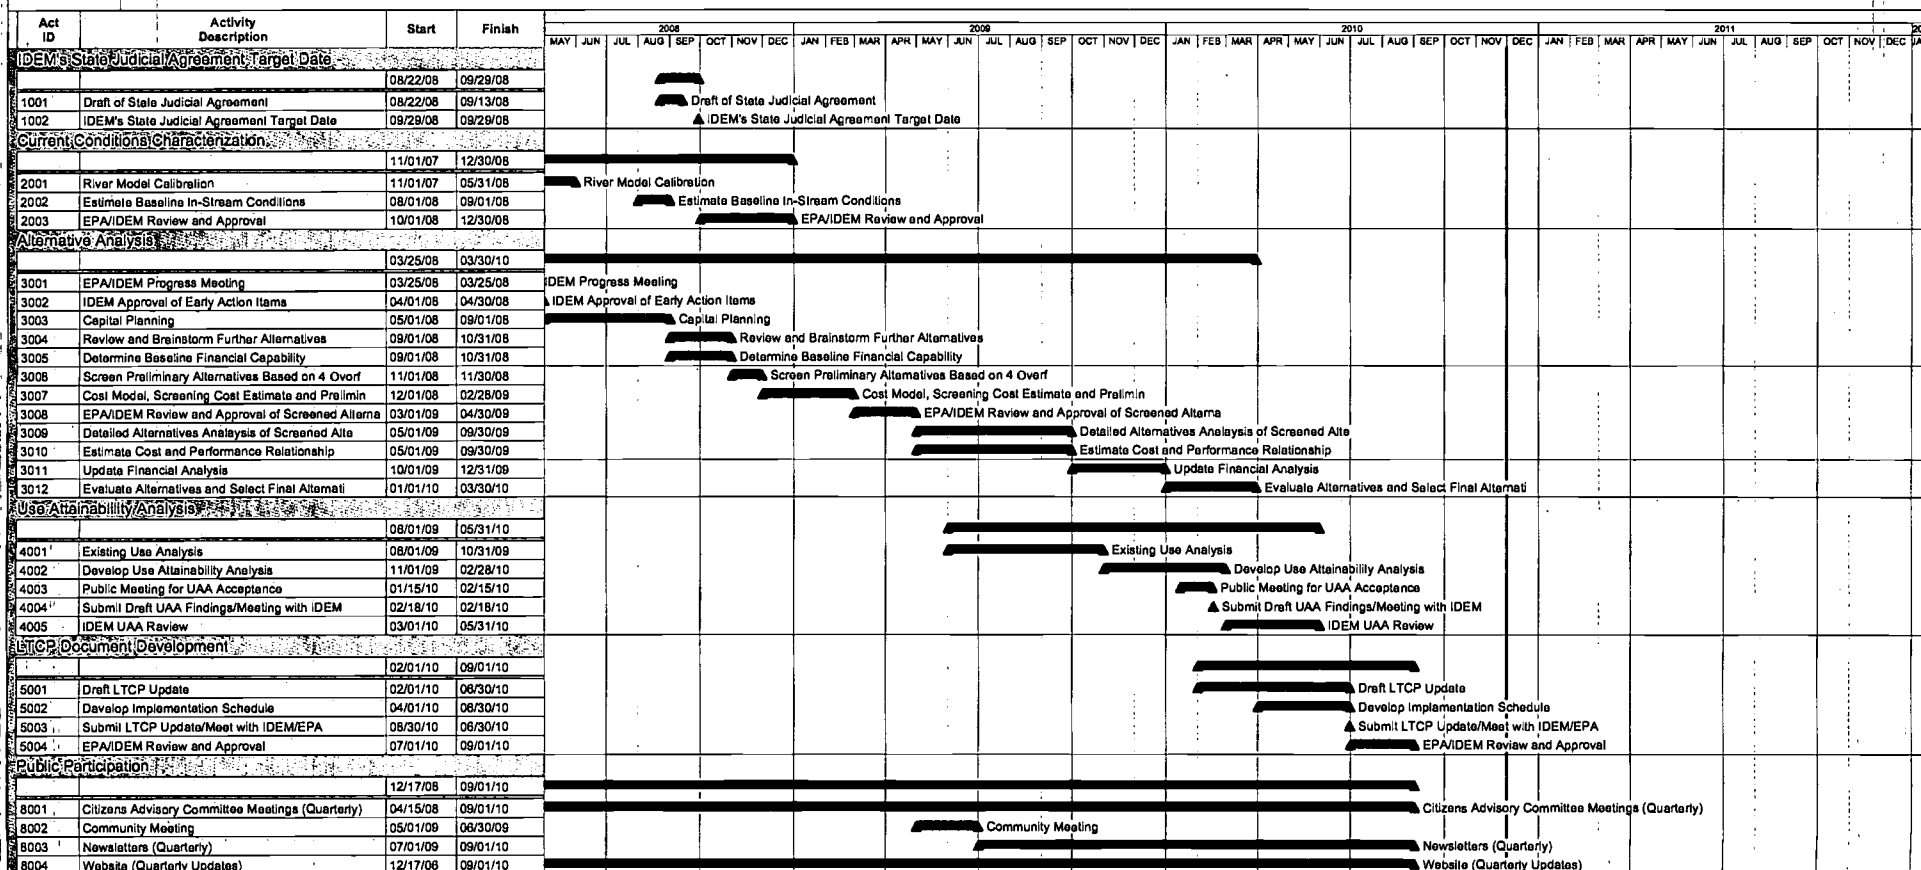 Act ID Activity Description Start Finish
2008 2009 2010 2011
MAY JUN JUL AUG SEP OCT NOV DEC JAN FEB MAR APR MAY JUN JUL AUG SEP OCT NOV DEC JAN FEB MAR APR MAY JUN JUL AUG SEP OCT NOV DEC JAN FEB MAR APR MAY JUN JUL AUG SEP OCT NOV DEC
IDEM's State Judicial Agreement Target Date
08/22/08 09/29/08
1001 Draft of State Judicial Agreement 08/22/08 09/13/08 Draft of State Judicial Agreement
1002 IDEM's State Judicial Agreement Target Date 09/29/08 09/29/08 IDEM's State Judicial Agreement Target Date
Current Conditions Characterization
11/01/07 12/30/08
2001 River Model Calibration 11/01/07 05/31/08 River Model Calibration
2002 Estimate Baseline In-Stream Conditions 08/01/08 09/01/08 Estimate Baseline In-Stream Conditions
2003 EPA/IDEM Review and Approval 10/01/08 12/30/08 EPA/IDEM Review and Approval
Alternative Analysis
03/25/08 03/30/10
3001 EPA/IDEM Progress Meeting 03/25/08 03/25/08 IDEM Progress Meeting
3002 IDEM Approval of Early Action Items 04/01/08 04/30/08 IDEM Approval of Early Action Items
3003 Capital Planning 05/01/08 09/01/08 Capital Planning
3004 Review and Brainstorm Further Alternatives 09/01/08 10/31/08 Review and Brainstorm Further Alternatives
3005 Determine Baseline Financial Capability 09/01/08 10/31/08 Determine Baseline Financial Capability
3006 Screen Preliminary Alternatives Based on 4 Overf 11/01/08 11/30/08 Screen Preliminary Alternatives Based on 4 Overf
3007 Cost Model, Screening Cost Estimate and Prelimin 12/01/08 02/28/09 Cost Model, Screening Cost Estimate and Prelimin
3008 EPA/IDEM Review and Approval of Screened Alterna 03/01/09 04/30/09 EPA/IDEM Review and Approval of Screened Alterna
3009 Detailed Alternatives Analaysis of Screened Alte 05/01/09 09/30/09 Detailed Alternatives Analaysis of Screened Alte
3010 Estimate Cost and Performance Relationship 05/01/09 09/30/09 Estimate Cost and Performance Relationship
3011 Update Financial Analysis 10/01/09 12/31/09 Update Financial Analysis
3012 Evaluate Alternatives and Select Final Alternati 01/01/10 03/30/10 Evaluate Alternatives and Select Final Alternati
Use Attainability Analysis
06/01/09 05/31/10
4001 Existing Use Analysis 06/01/09 10/31/09 Existing Use Analysis
4002 Develop Use Attainability Analysis 11/01/09 02/28/10 Develop Use Attainability Analysis
4003 Public Meeting for UAA Acceptance 01/15/10 02/15/10 Public Meeting for UAA Acceptance
4004 Submit Draft UAA Findings/Meeting with IDEM 02/16/10 02/16/10 Submit Draft UAA Findings/Meeting with IDEM
4005 IDEM UAA Review 03/01/10 05/31/10 IDEM UAA Review
LTCP Document Development
02/01/10 09/01/10
5001 Draft LTCP Update 02/01/10 06/30/10 Draft LTCP Update
5002 Develop Implementation Schedule 04/01/10 06/30/10 Develop Implementation Schedule
5003 Submit LTCP Update/Meet with IDEM/EPA 06/30/10 06/30/10 Submit LTCP Update/Meet with IDEM/EPA
5004 EPA/IDEM Review and Approval 07/01/10 09/01/10 EPA/IDEM Review and Approval
Public Participation
12/17/06 09/01/10
6001 Citizens Advisory Committee Meetings (Quarterly) 04/15/08 09/01/10 Citizens Advisory Committee Meetings (Quarterly)
6002 Community Meeting 05/01/09 06/30/09 Community Meeting
6003 Newsletters (Quarterly) 07/01/09 09/01/10 Newsletters (Quarterly)
6004 Website (Quarterly Updates) 12/17/06 09/01/10 Website (Quarterly Updates)